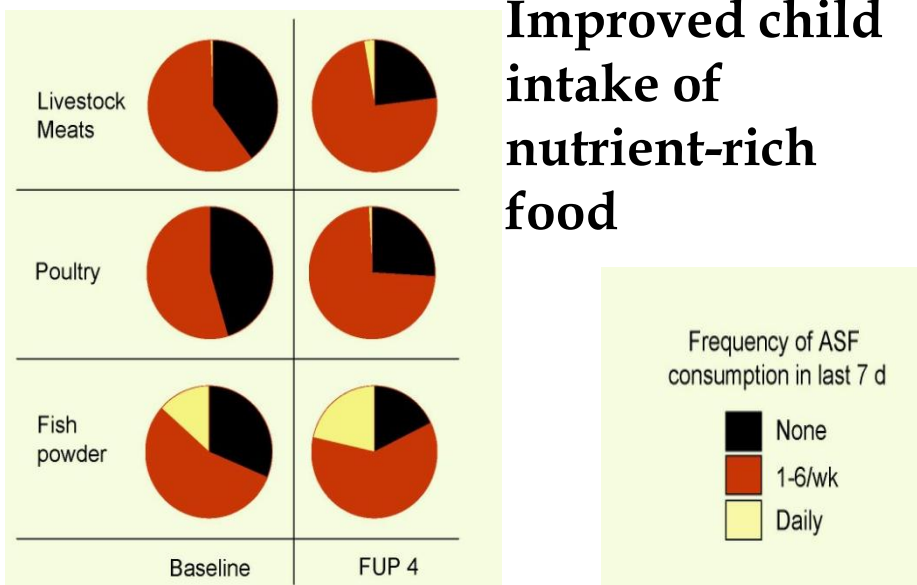 Improved child
intake of
nutrient-rich
food
Livestock
Meats
Poultry
Fish
powder
Baseline
FUP 4
Frequency of ASF
consumption in last 7 d
None
1-6/wk
Daily